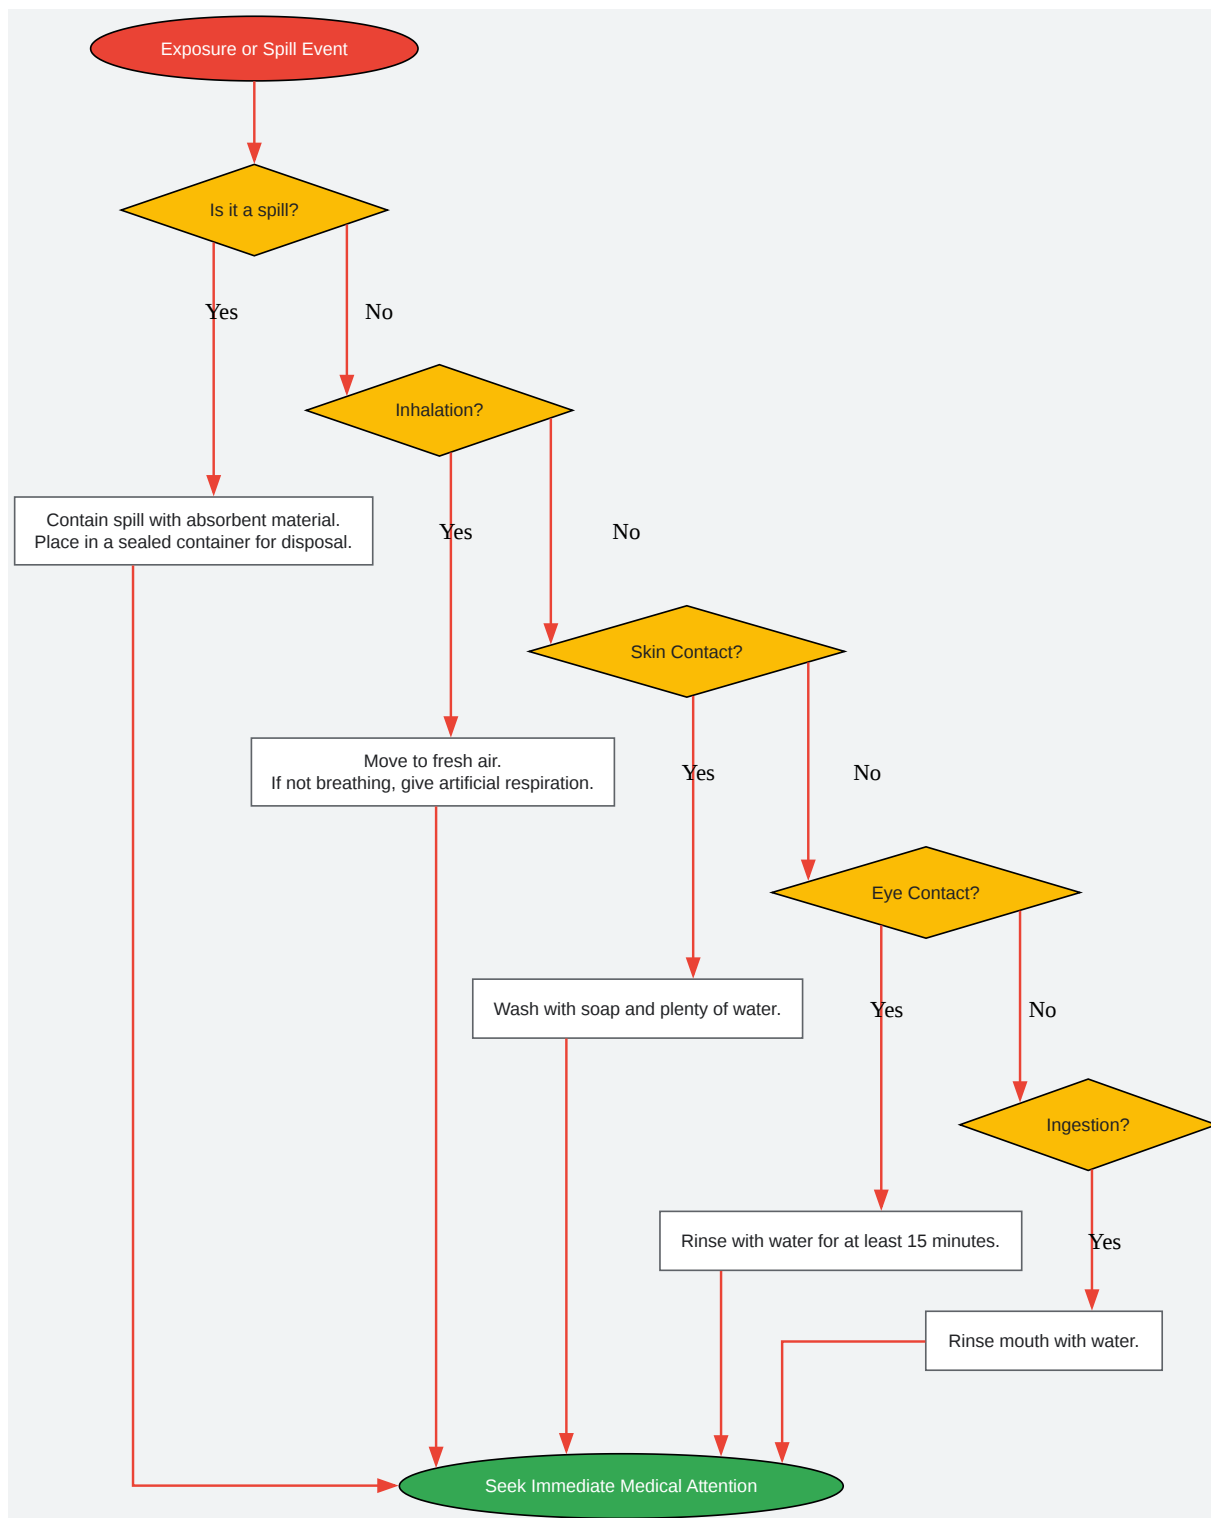 Exposure or Spill Event
Is it a spill?
Yes
No
Inhalation?
Contain spill with absorbent material.
Place in a sealed container for disposal.
Yes
No
Skin Contact?
Move to fresh air.
If not breathing, give artificial respiration.
Yes
No
Eye Contact?
Wash with soap and plenty of water.
Yes
No
Ingestion?
Rinse with water for at least 15 minutes.
Yes
Rinse mouth with water.
Seek Immediate Medical Attention